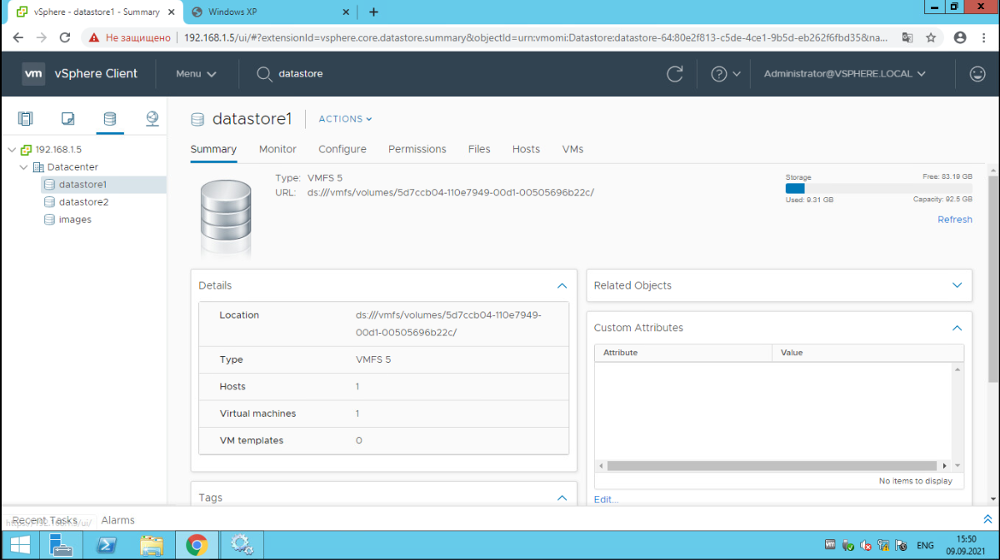 vSphere - datastore1 - Summary
Windows XP
Не защищено
192.168.1.5/ui/#?extensionId=vsphere.core.datastore.summary&objectId=urn:vmomi:Datastore:datastore-64:80e2f813-c5de-4ce1-9b5d-eb262f6fbd35&na...
vm vSphere Client
Menu
datastore
Administrator@VSPHERE.LOCAL
192.168.1.5
Datacenter
datastore1
datastore2
images
datastore1
ACTIONS
Summary Monitor Configure Permissions Files Hosts VMs
Type: VMFS 5
URL: ds:///vmfs/volumes/5d7ccb04-110e7949-00d1-00505696b22c/
Storage Free: 83.19 GB
Used: 9.31 GB Capacity: 92.5 GB
Refresh
Details
Location ds:///vmfs/volumes/5d7ccb04-110e7949-
00d1-00505696b22c/
Type VMFS 5
Hosts 1
Virtual machines 1
VM templates 0
Tags
Related Objects
Custom Attributes
Attribute Value
No items to display
Edit...
Recent Tasks Alarms
ENG
15:50
09.09.2021